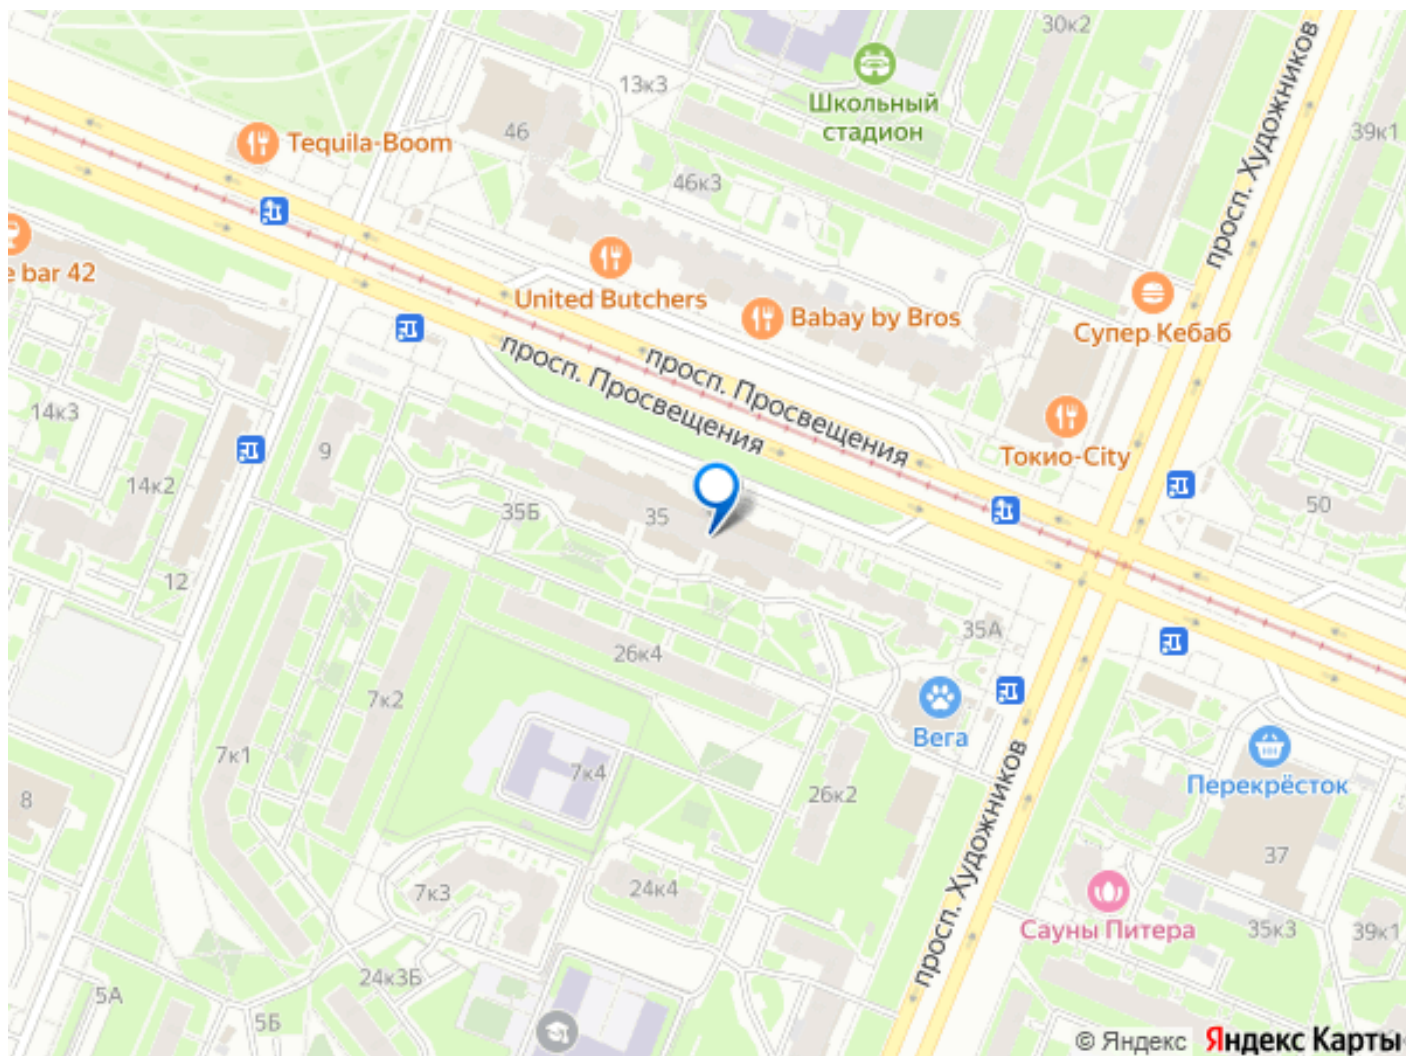 30к2
просп. Художников
13к3
Школьный
стадион
39к1
Tequila-Boom
46
46к3
e bar 42
United Butchers
Babay by Bros
Супер Кебаб
просп. Просвещения
просп. Просвещения
14к3
9
Токио-City
14к2
35Б
35
50
12
35А
26к4
7к2
Вега
7к1
7к4
26к2
Перекрёсток
8
просп. Художников
37
7к3
24к4
Сауны Питера
35к3
39к1
24к3Б
5А
5Б
© Яндекс
Яндекс Карты